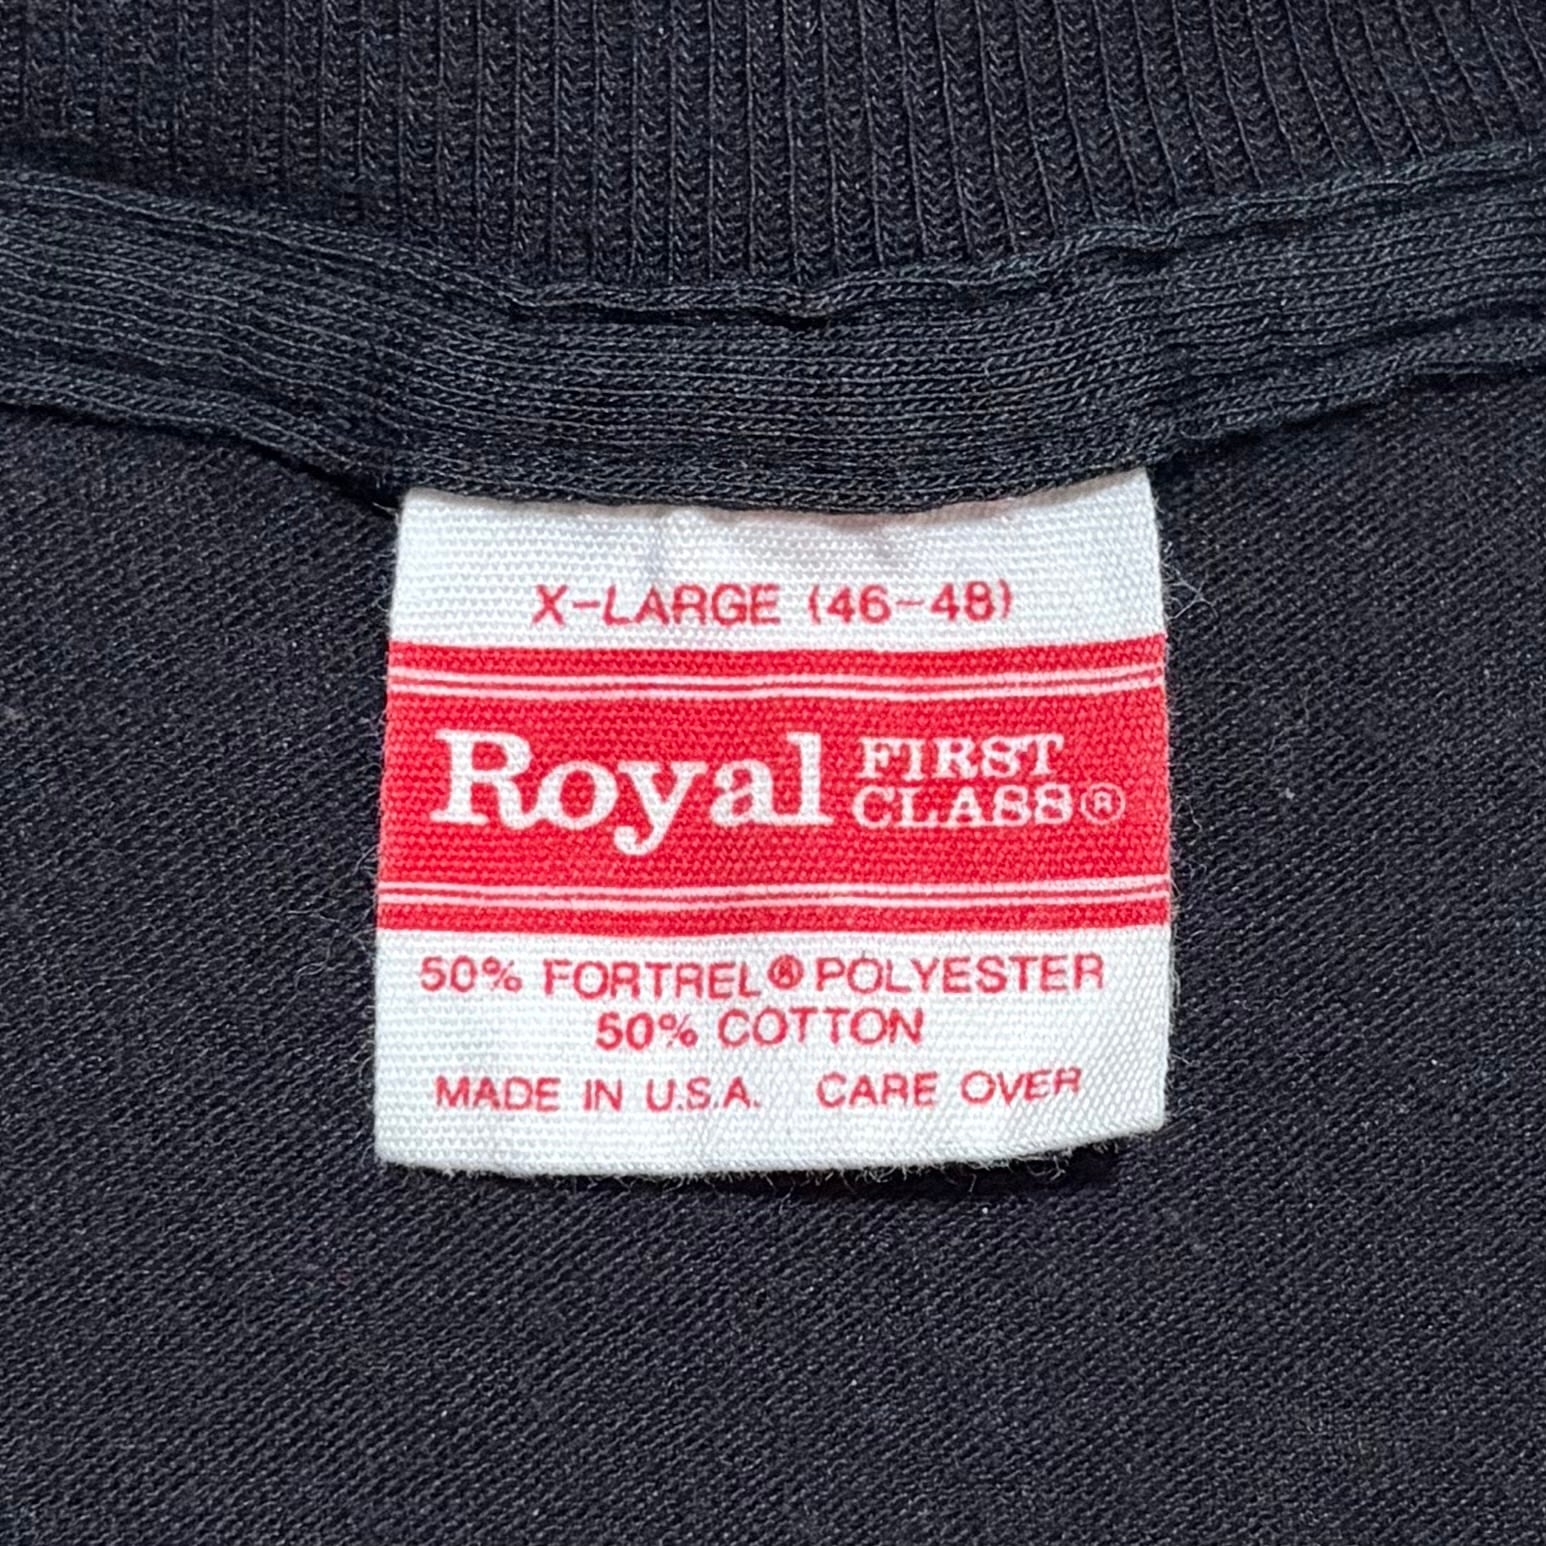 X-LARGE (46-48)
Royal FIRST CLASS®
50% FORTREL® POLYESTER
50% COTTON
MADE IN U.S.A. CARE OVER